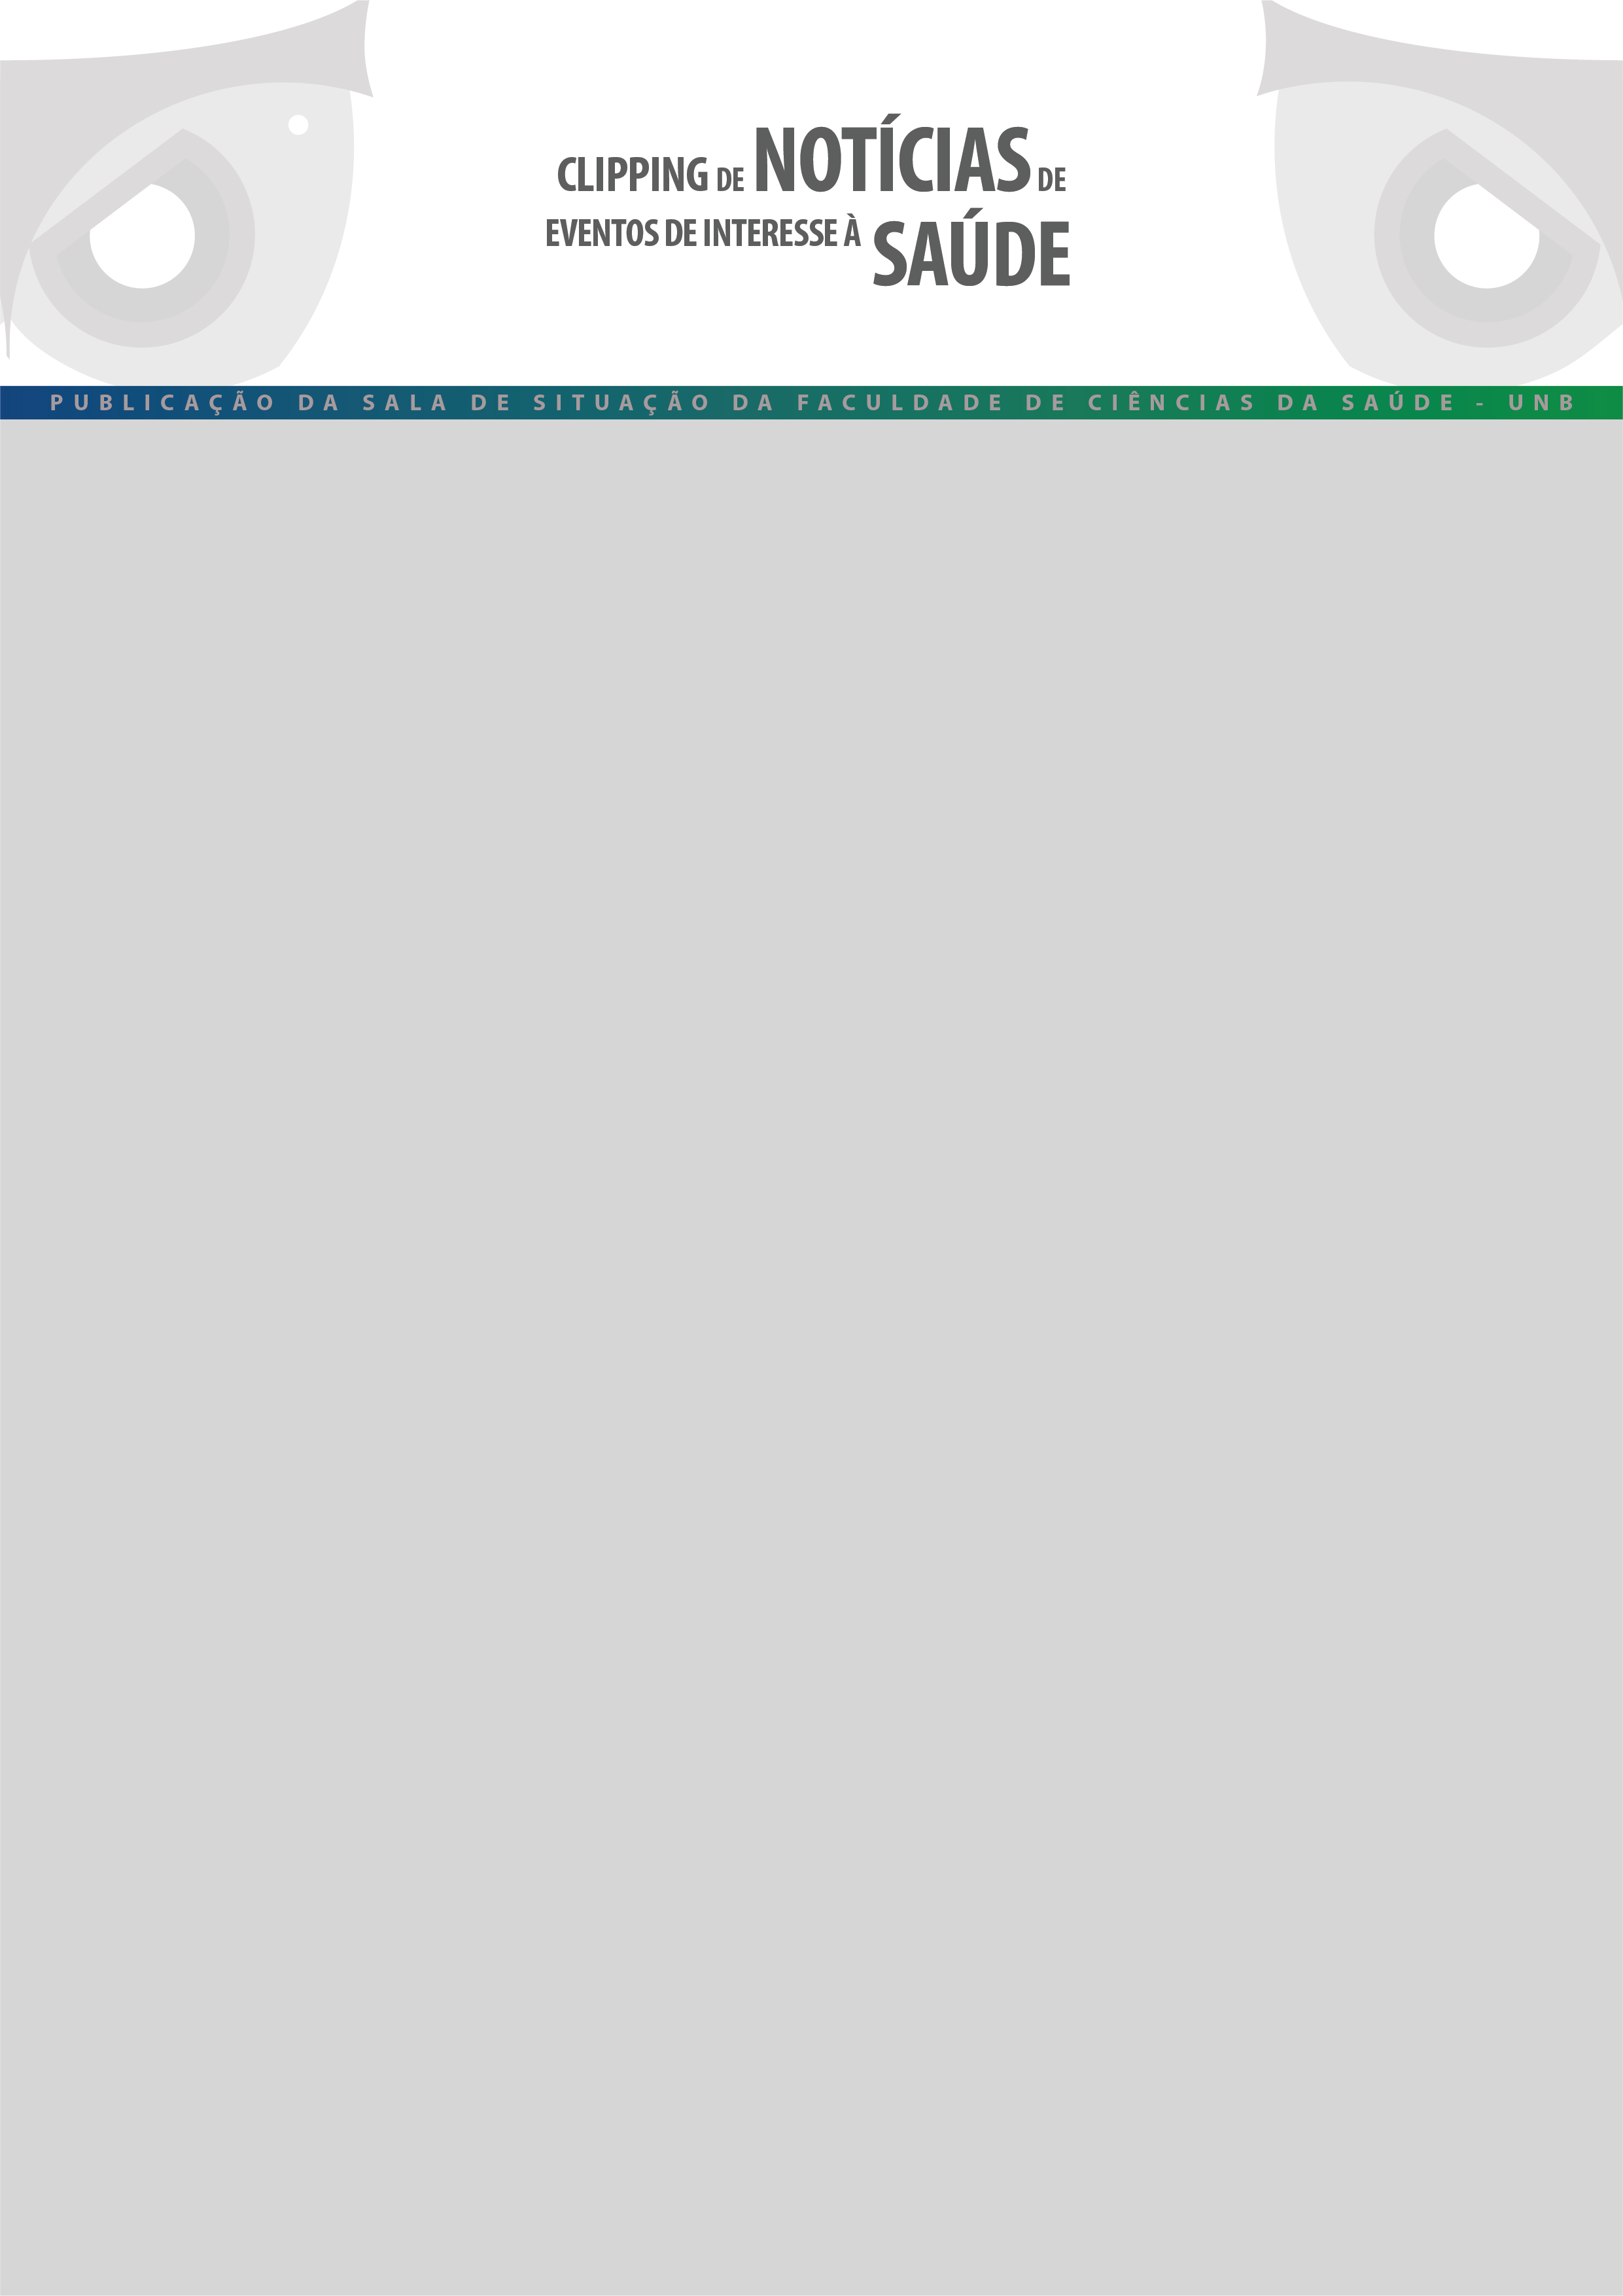 CLIPPING DE NOTÍCIAS DE
EVENTOS DE INTERESSE À SAÚDE
PUBLICAÇÃO DA SALA DE SITUAÇÃO DA FACULDADE DE CIÊNCIAS DA SAÚDE - UNB